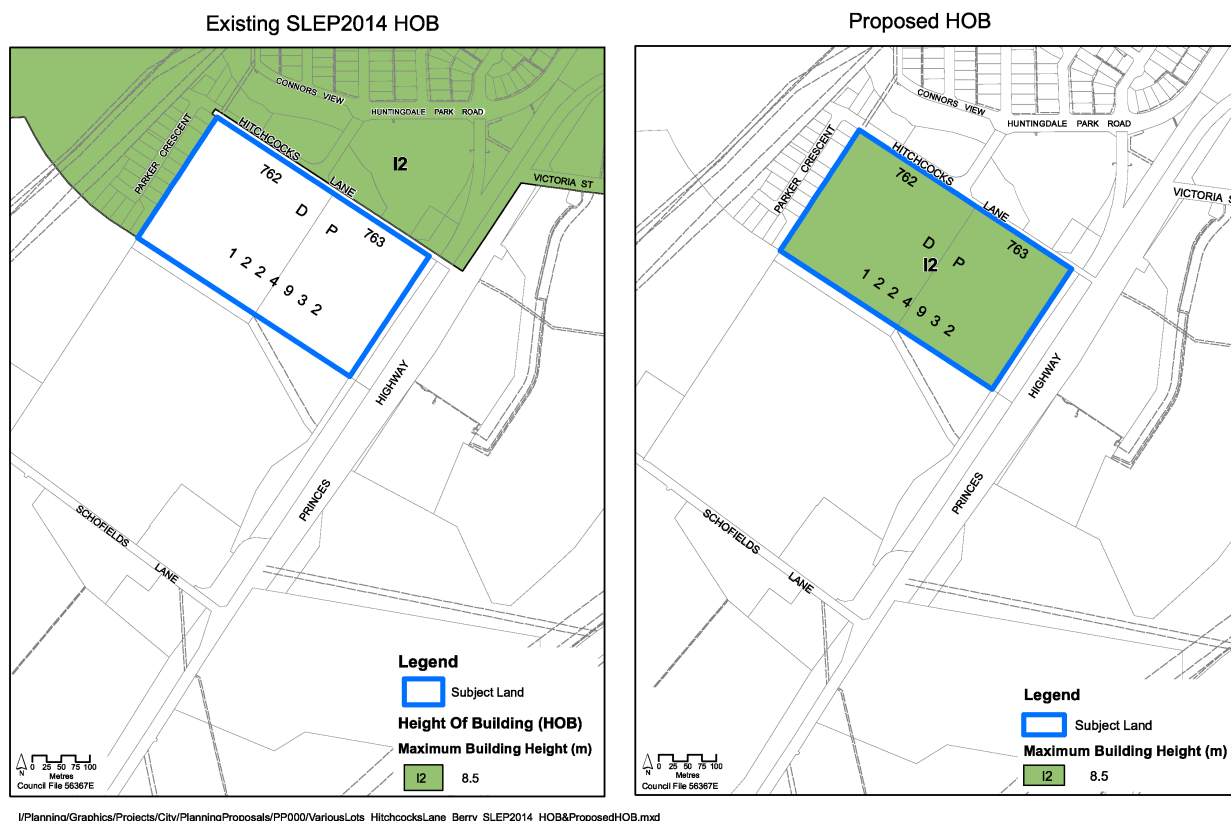 Existing SLEP2014 HOB
CONNORS VIEW
HUNTINGDALE PARK ROAD
PARKER CRESCENT
HITCHCOCKS LANE
I2
VICTORIA ST
762
763
D P
1 2 2 4 9 3 2
PRINCES HIGHWAY
SCHOFIELDS LANE
Legend
Subject Land
Height Of Building (HOB)
Maximum Building Height (m)
I2 8.5
N
0 25 50 75 100
Metres
Council File 56367E
Proposed HOB
CONNORS VIEW
HUNTINGDALE PARK ROAD
PARKER CRESCENT
HITCHCOCKS LANE
VICTORIA S
762
763
D P
I2
1 2 2 4 9 3 2
PRINCES HIGHWAY
SCHOFIELDS LANE
Legend
Subject Land
Maximum Building Height (m)
I2 8.5
N
0 25 50 75 100
Metres
Council File 56367E
I/Planning/Graphics/Projects/City/PlanningProposals/PP000/VariousLots_HitchcocksLane_Berry_SLEP2014_HOB&ProposedHOB.mxd